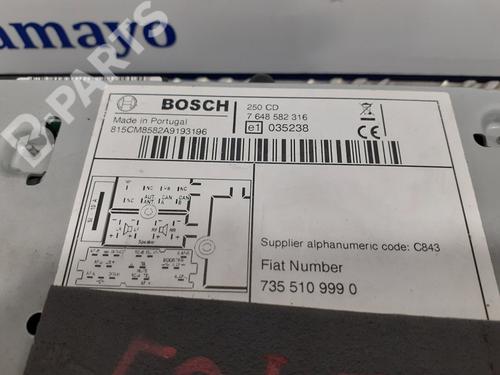 amayo
B-PARTS
BOSCH
250 CD
7 648 582 316
Made in Portugal
815CM8582A9193196
e1 035238
CE
Supplier alphanumeric code: C843
Fiat Number
735 510 999 0
Speaker